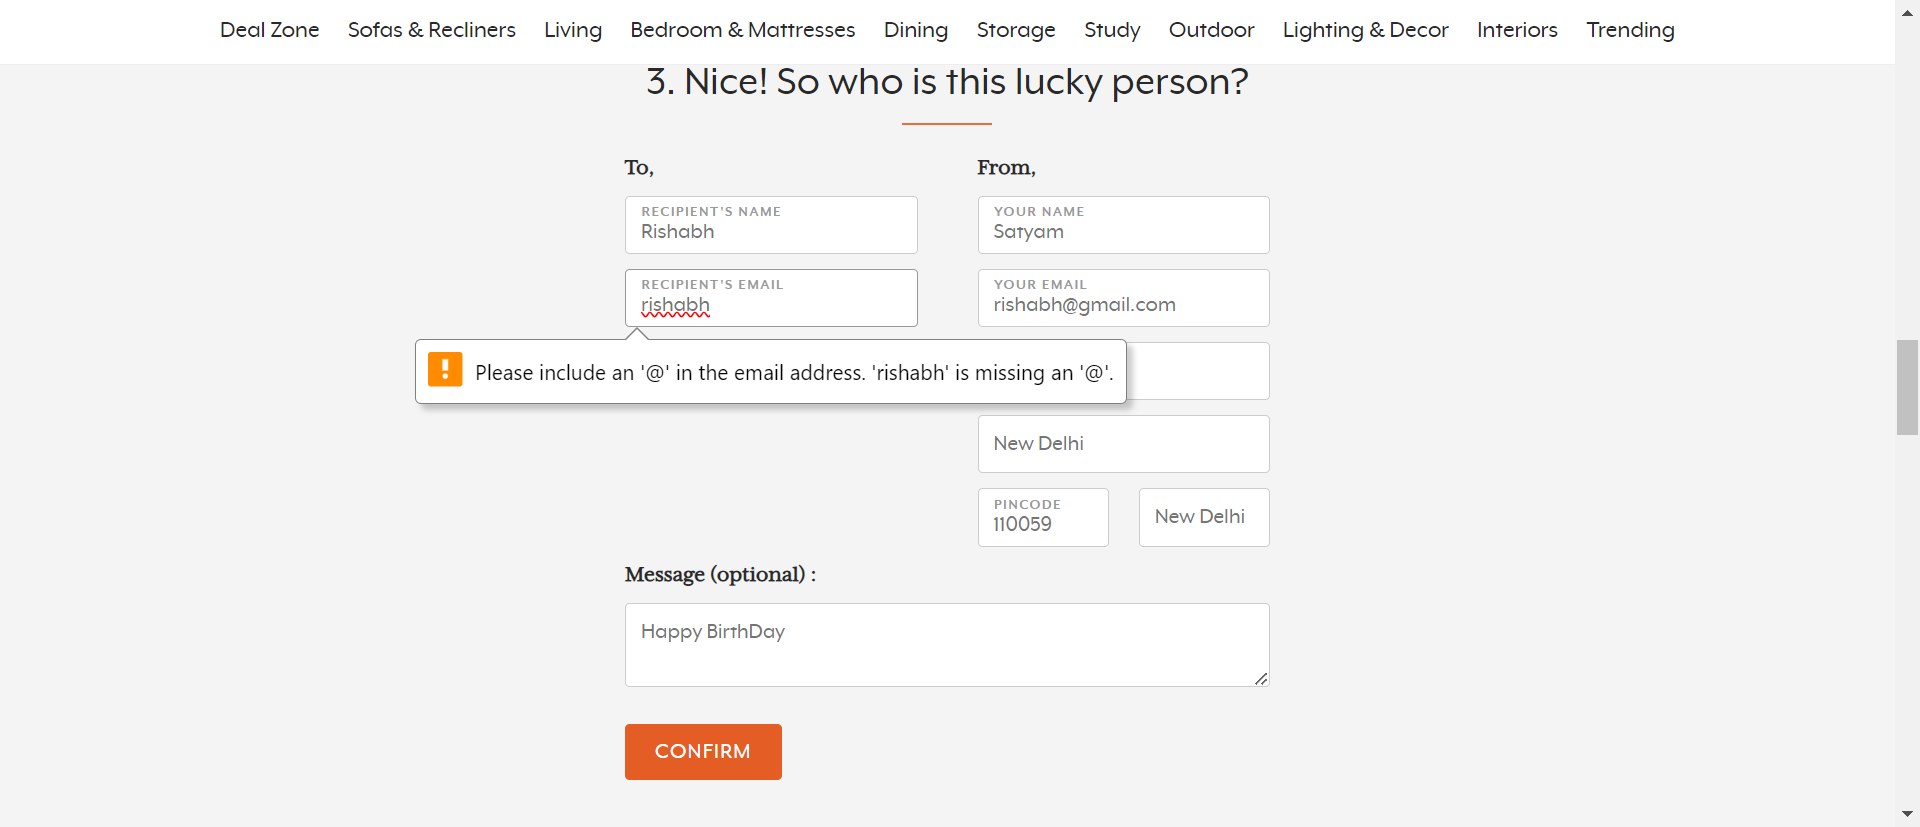 Deal Zone Sofas & Recliners Living Bedroom & Mattresses Dining Storage Study Outdoor Lighting & Decor Interiors Trending
3. Nice! So who is this lucky person?
To,
From,
RECIPIENT'S NAME
Rishabh
YOUR NAME
Satyam
RECIPIENT'S EMAIL
rishabh
YOUR EMAIL
rishabh@gmail.com
Please include an '@' in the email address. 'rishabh' is missing an '@'.
New Delhi
PINCODE
110059
New Delhi
Message (optional) :
Happy BirthDay
CONFIRM